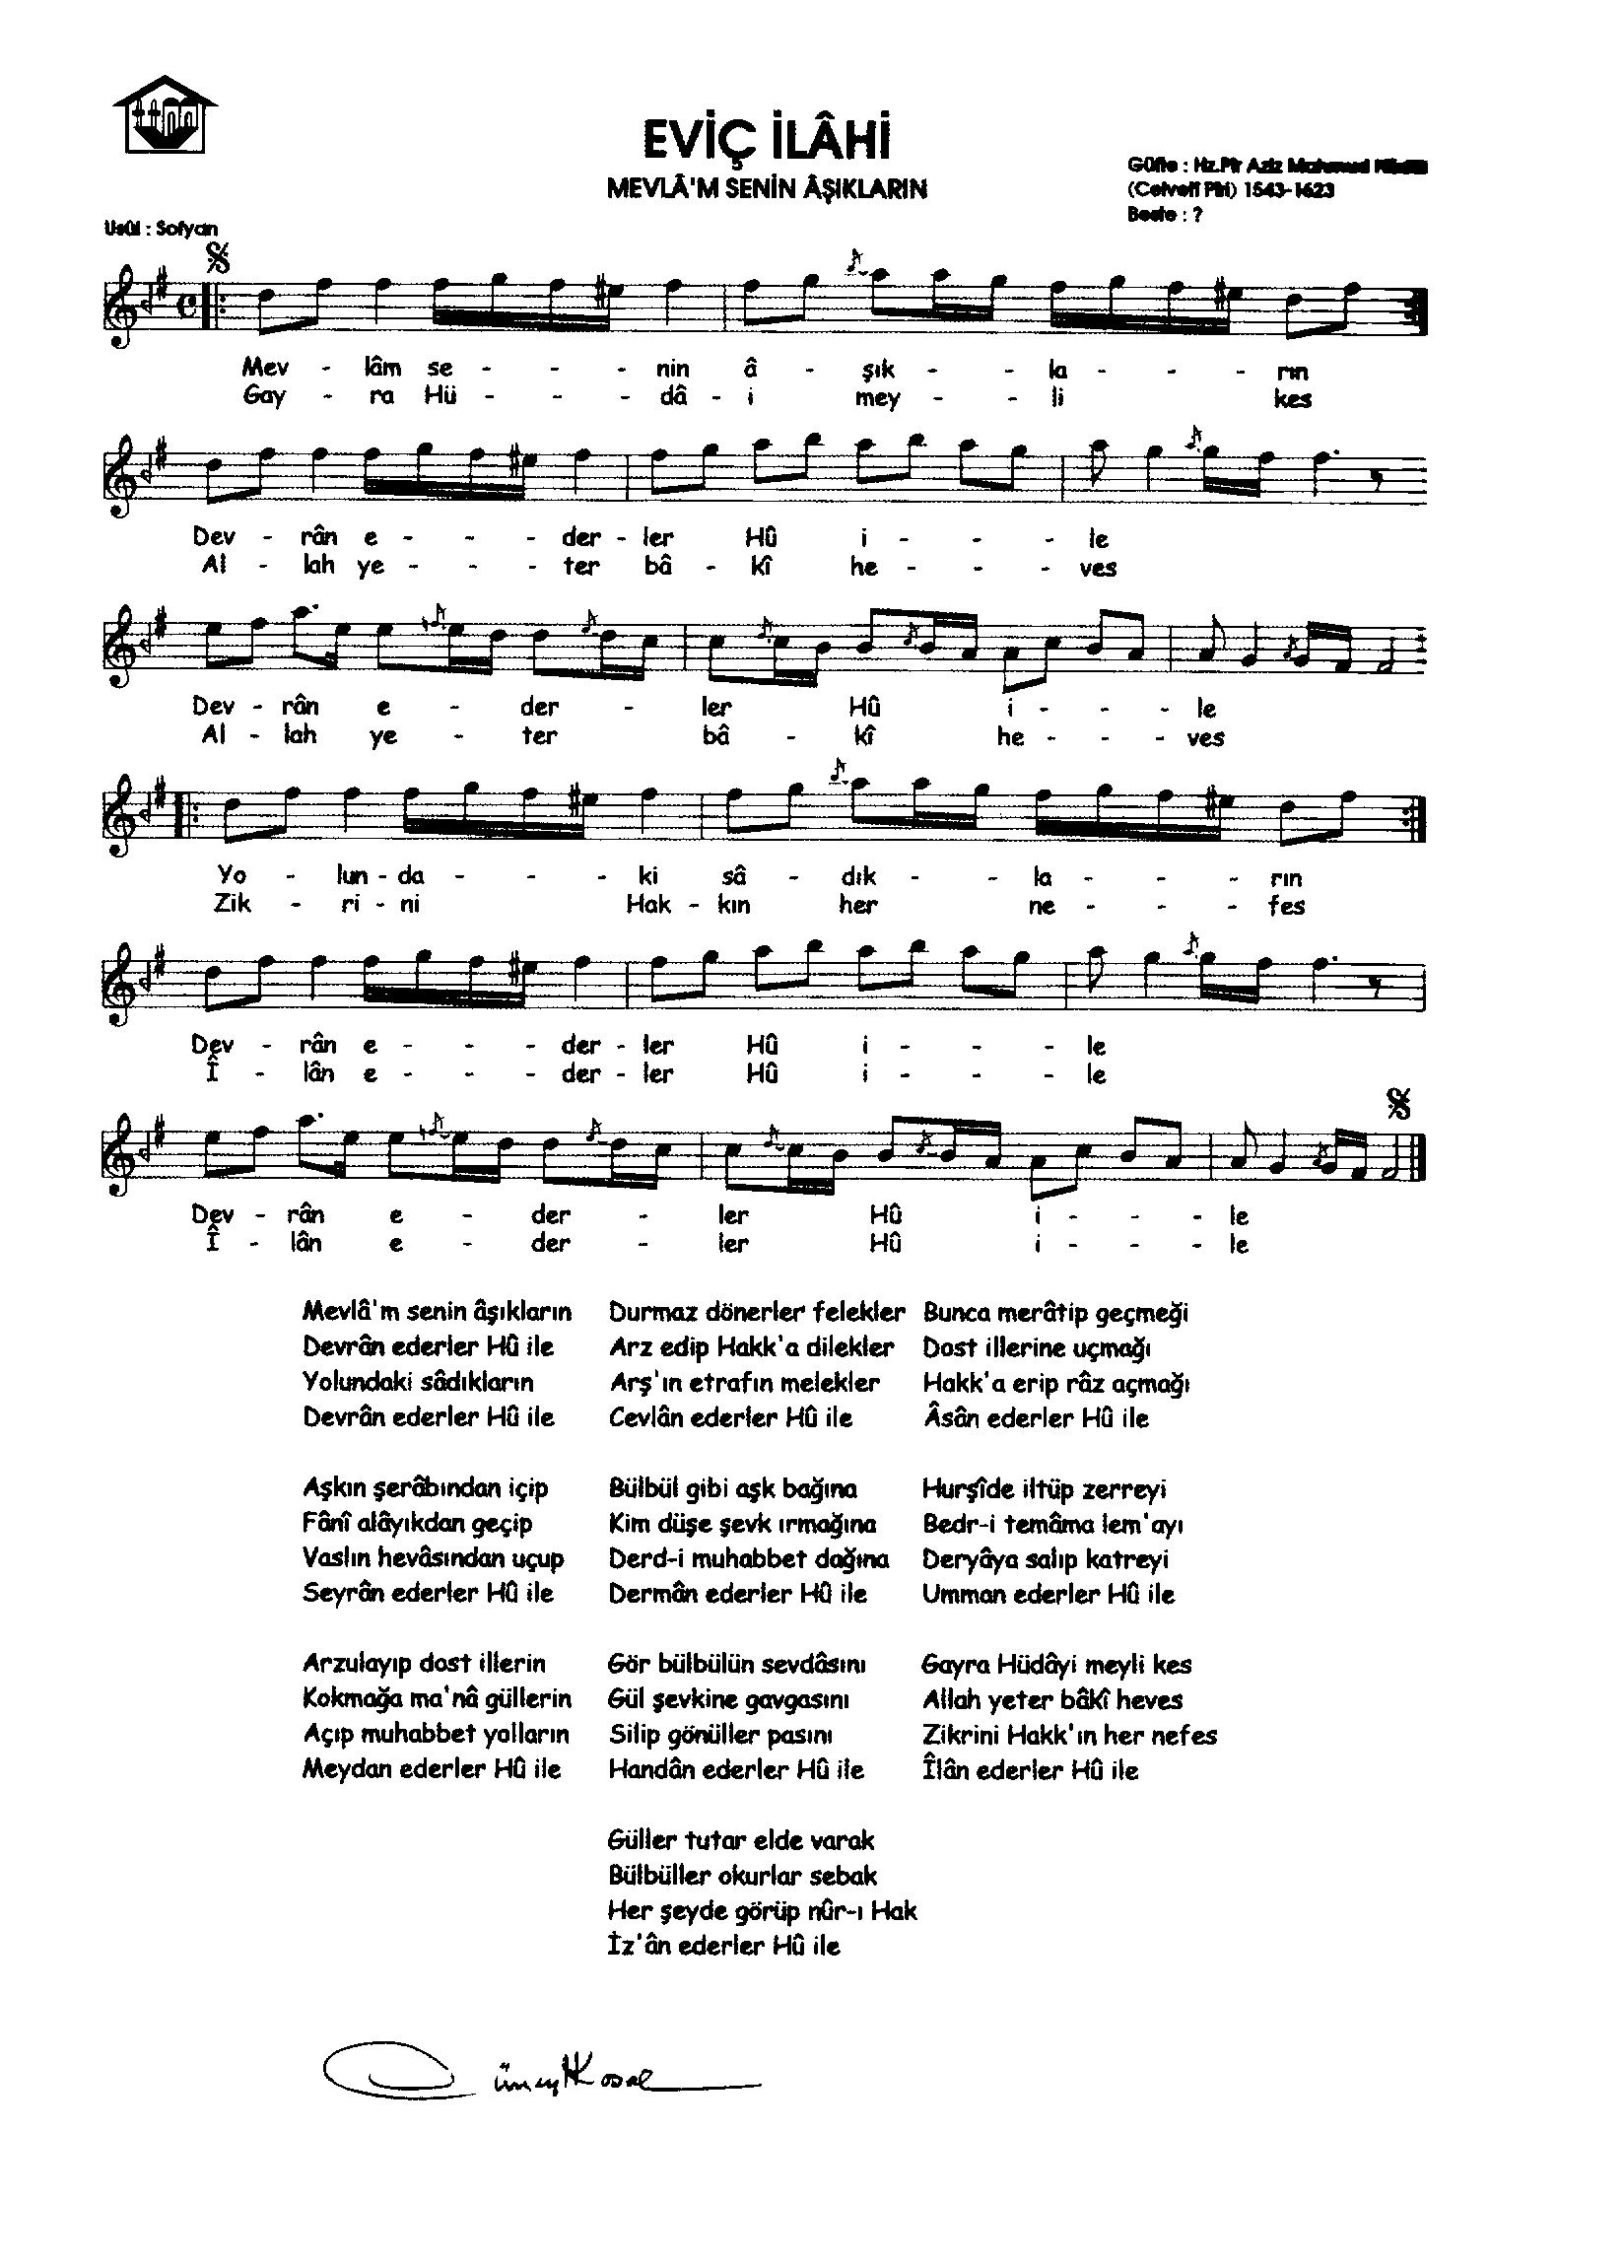 EVİÇ İLÂHİ
MEVLÂ'M SENİN ÂŞIKLARIN
Güfte : Hz.Pir Aziz Mahmud
(Celvetî Piri) 1543-1623
Beste : ?
Usûl : Sofyan
Mev - lâm se - - - nin â - şık - - la - - - rın
Gay - ra Hü - - - dâ - i mey - - li kes
Dev - rân e - - - der - ler Hû i - - - le
Al - lah ye - - - ter bâ - kî he - - - ves
Dev - rân e - der - ler Hû i - - - le
Al - lah ye - ter bâ - kî he - - - ves
Yo - lun - da - - - ki sâ - dık - - la - - - rın
Zik - ri - ni Hak - kın her ne - - - fes
Dev - rân e - - - der - ler Hû i - - - le
Î - lân e - - - der - ler Hû i - - - le
Dev - rân e - der - ler Hû i - - - le
Î - lân e - der - ler Hû i - - - le
Mevlâ'm senin âşıkların
Devrân ederler Hû ile
Yolundaki sâdıkların
Devrân ederler Hû ile
Aşkın şerâbından içip
Fânî alâyıkdan geçip
Vaslın hevâsından uçup
Seyrân ederler Hû ile
Arzulayıp dost illerin
Kokmağa ma'nâ güllerin
Açıp muhabbet yolların
Meydan ederler Hû ile
Durmaz dönerler felekler
Arz edip Hakk'a dilekler
Arş'ın etrafın melekler
Cevlân ederler Hû ile
Bülbül gibi aşk bağına
Kim düşe şevk ırmağına
Derd-i muhabbet dağına
Dermân ederler Hû ile
Gör bülbülün sevdâsını
Gül şevkine gavgasını
Silip gönüller pasını
Handân ederler Hû ile
Bunca merâtip geçmeği
Dost illerine uçmağı
Hakk'a erip râz açmağı
Âsân ederler Hû ile
Hurşîde iltüp zerreyi
Bedr-i temâma lem'ayı
Deryâya salıp katreyi
Umman ederler Hû ile
Gayra Hüdâyi meyli kes
Allah yeter bâkî heves
Zikrini Hakk'ın her nefes
Îlân ederler Hû ile
Güller tutar elde varak
Bülbüller okurlar sebak
Her şeyde görüp nûr-ı Hak
İz'ân ederler Hû ile
Cüneyt Kosal